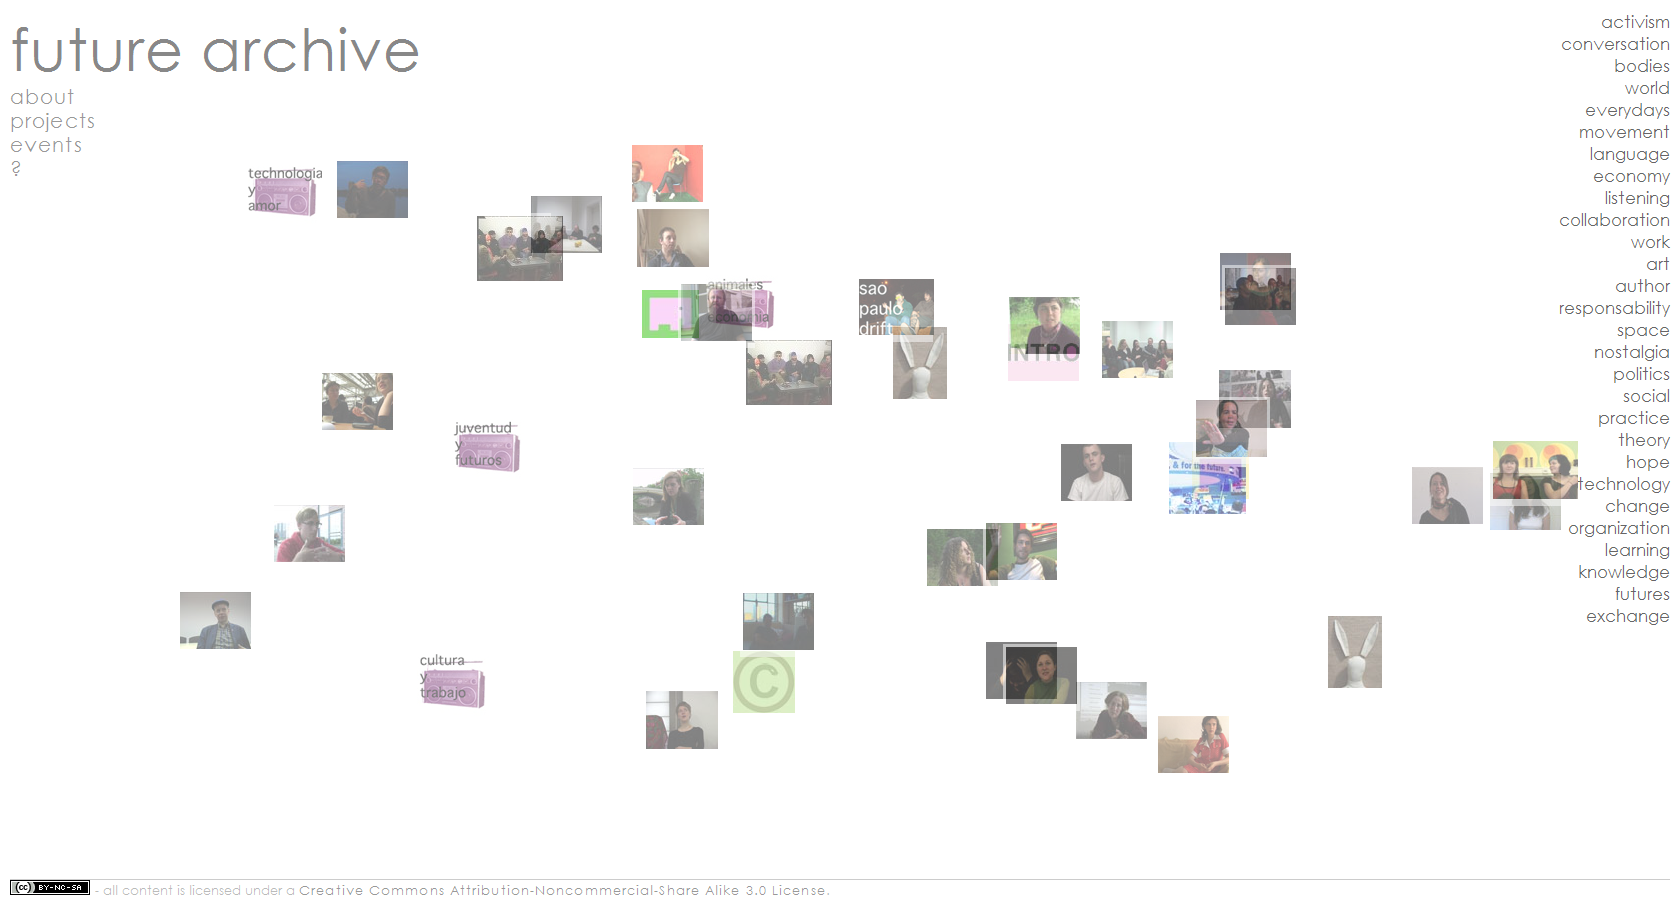 future archive
about
projects
events
?
activism
conversation
bodies
world
everydays
movement
language
economy
listening
collaboration
work
art
author
responsability
space
nostalgia
politics
social
practice
theory
hope
technology
change
organization
learning
knowledge
futures
exchange
technologia
y
amor
animales
economia
sao
paulo
drift
INTRO
juventud
y
futuros
& for the future.
cultura
y
trabajo
©
cc BY-NC-SA - all content is licensed under a Creative Commons Attribution-Noncommercial-Share Alike 3.0 License.